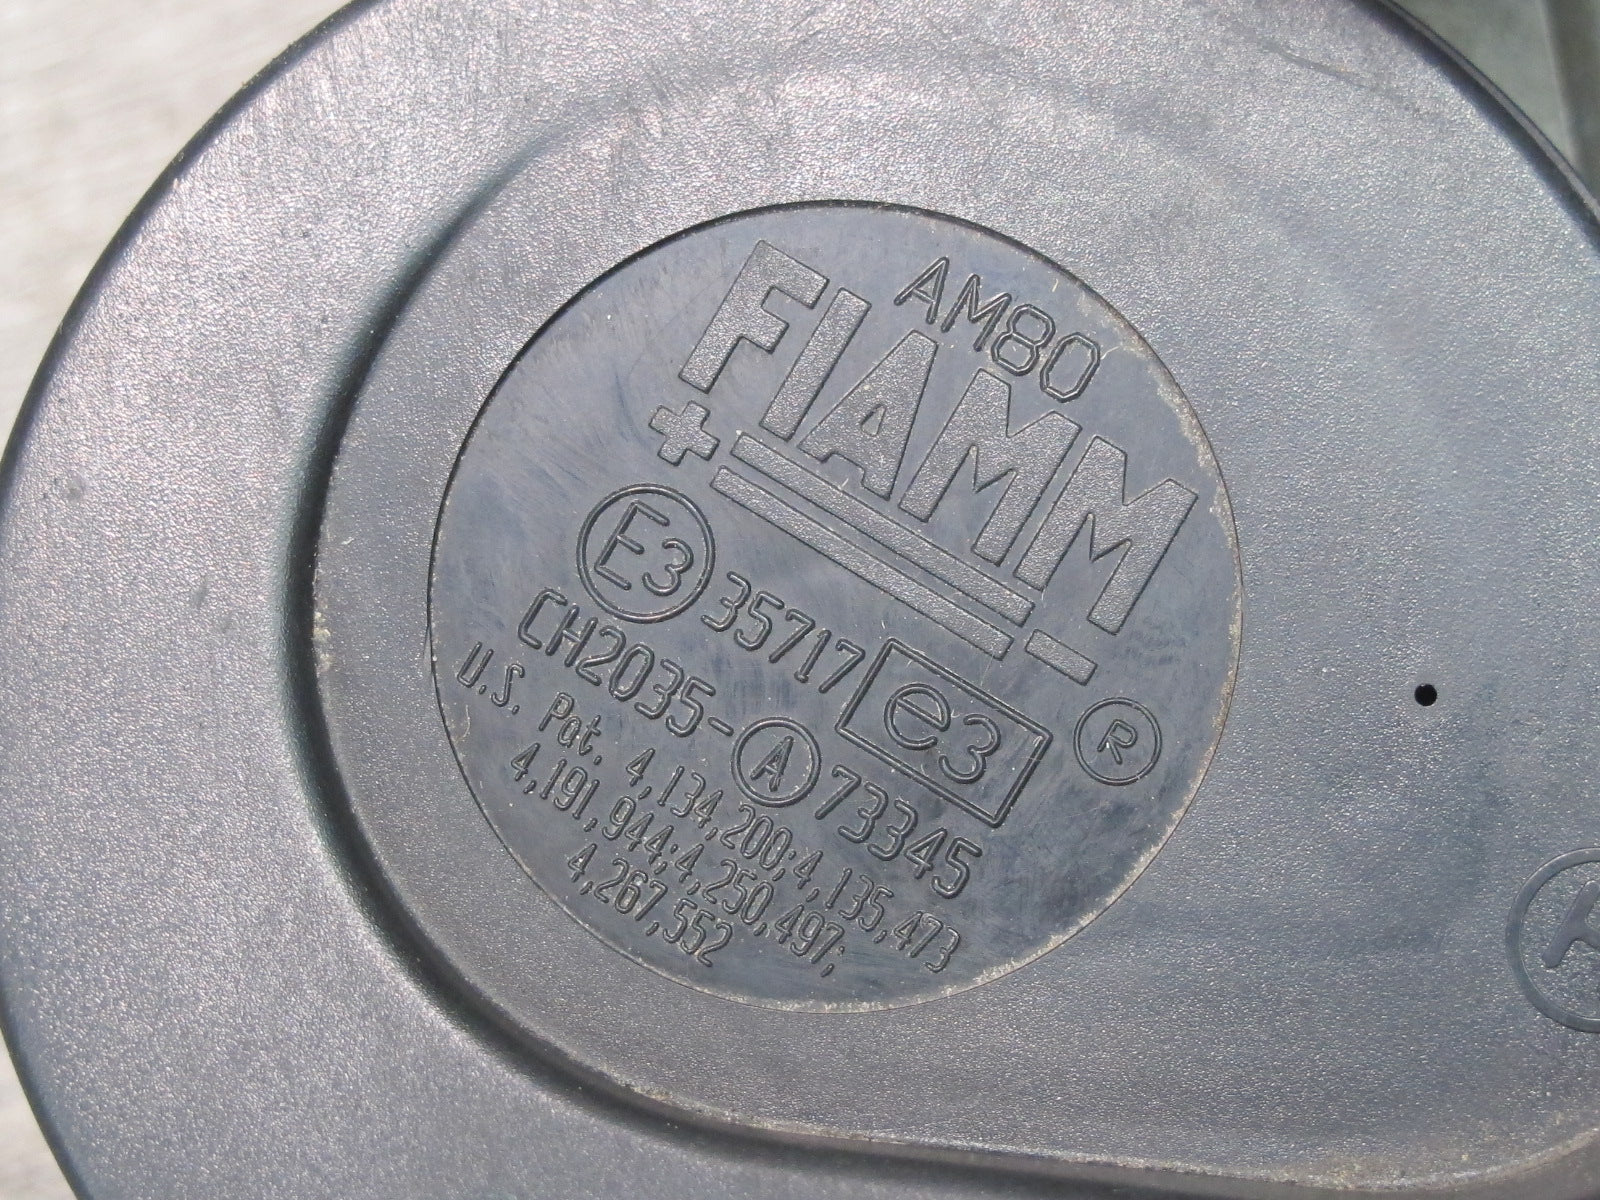 AM80
FIAMM
+ -
E3 35717 e3 ®
CH2035-A 73345
U.S. Pat. 4,134,200;4,135,473
4,191,944;4,250,497;
4,267,552